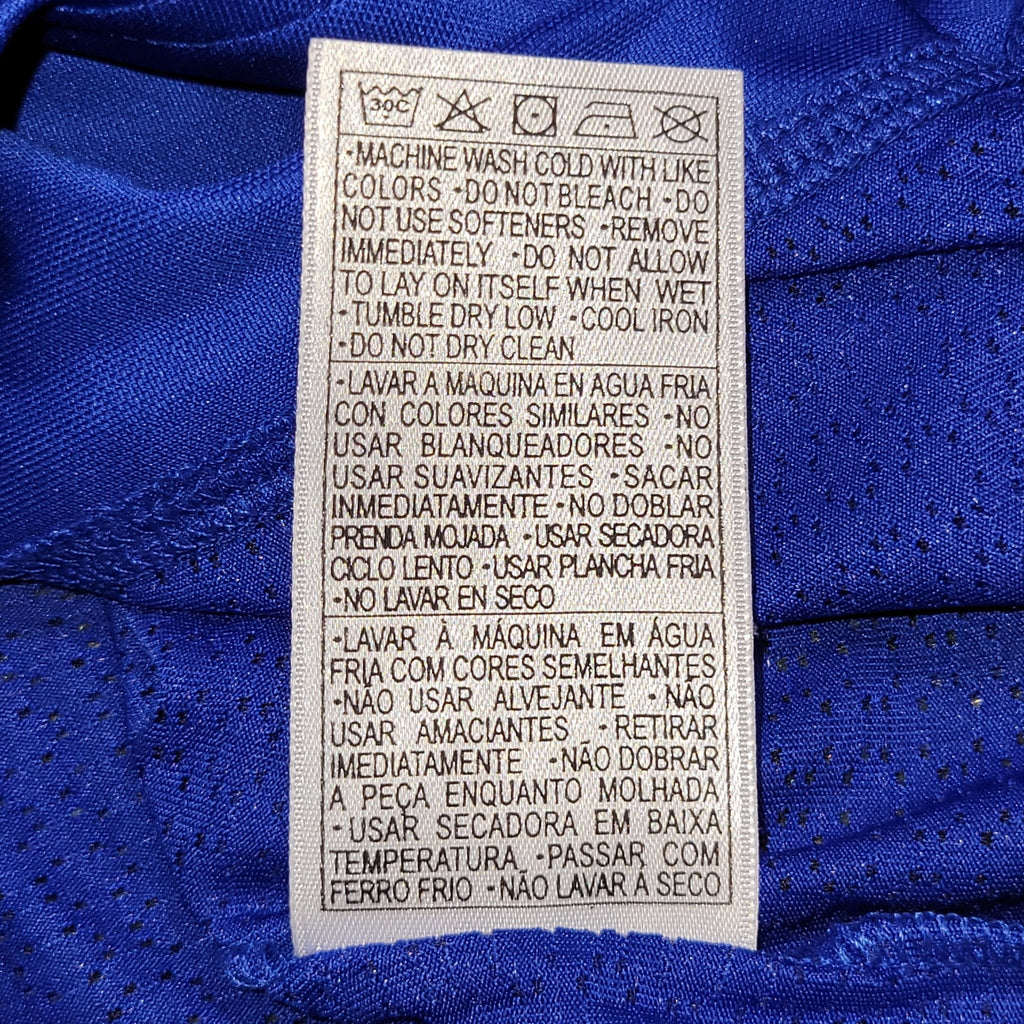 30C
•MACHINE WASH COLD WITH LIKE
COLORS •DO NOT BLEACH •DO
NOT USE SOFTENERS •REMOVE
IMMEDIATELY •DO NOT ALLOW
TO LAY ON ITSELF WHEN WET
•TUMBLE DRY LOW •COOL IRON
•DO NOT DRY CLEAN
•LAVAR A MAQUINA EN AGUA FRIA
CON COLORES SIMILARES •NO
USAR BLANQUEADORES •NO
USAR SUAVIZANTES •SACAR
INMEDIATAMENTE •NO DOBLAR
PRENDA MOJADA •USAR SECADORA
CICLO LENTO •USAR PLANCHA FRIA
•NO LAVAR EN SECO
•LAVAR À MÁQUINA EM ÁGUA
FRIA COM CORES SEMELHANTES
•NÃO USAR ALVEJANTE •NÃO
USAR AMACIANTES •RETIRAR
IMEDIATAMENTE •NÃO DOBRAR
A PEÇA ENQUANTO MOLHADA
•USAR SECADORA EM BAIXA
TEMPERATURA •PASSAR COM
FERRO FRIO •NÃO LAVAR À SECO